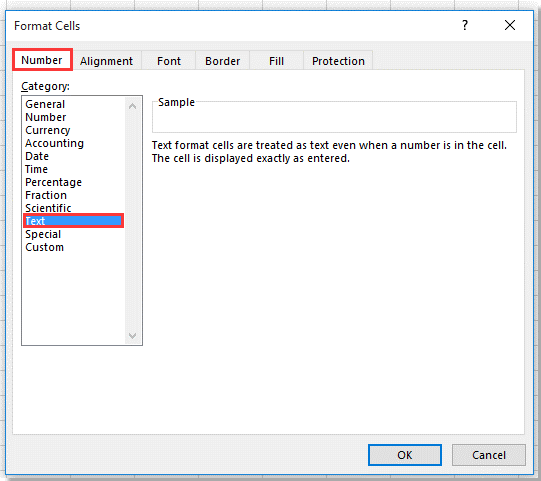 Format Cells
?
Number Alignment Font Border Fill Protection
Category:
General
Number
Currency
Accounting
Date
Time
Percentage
Fraction
Scientific
Text
Special
Custom
Sample
Text format cells are treated as text even when a number is in the cell.
The cell is displayed exactly as entered.
OK Cancel